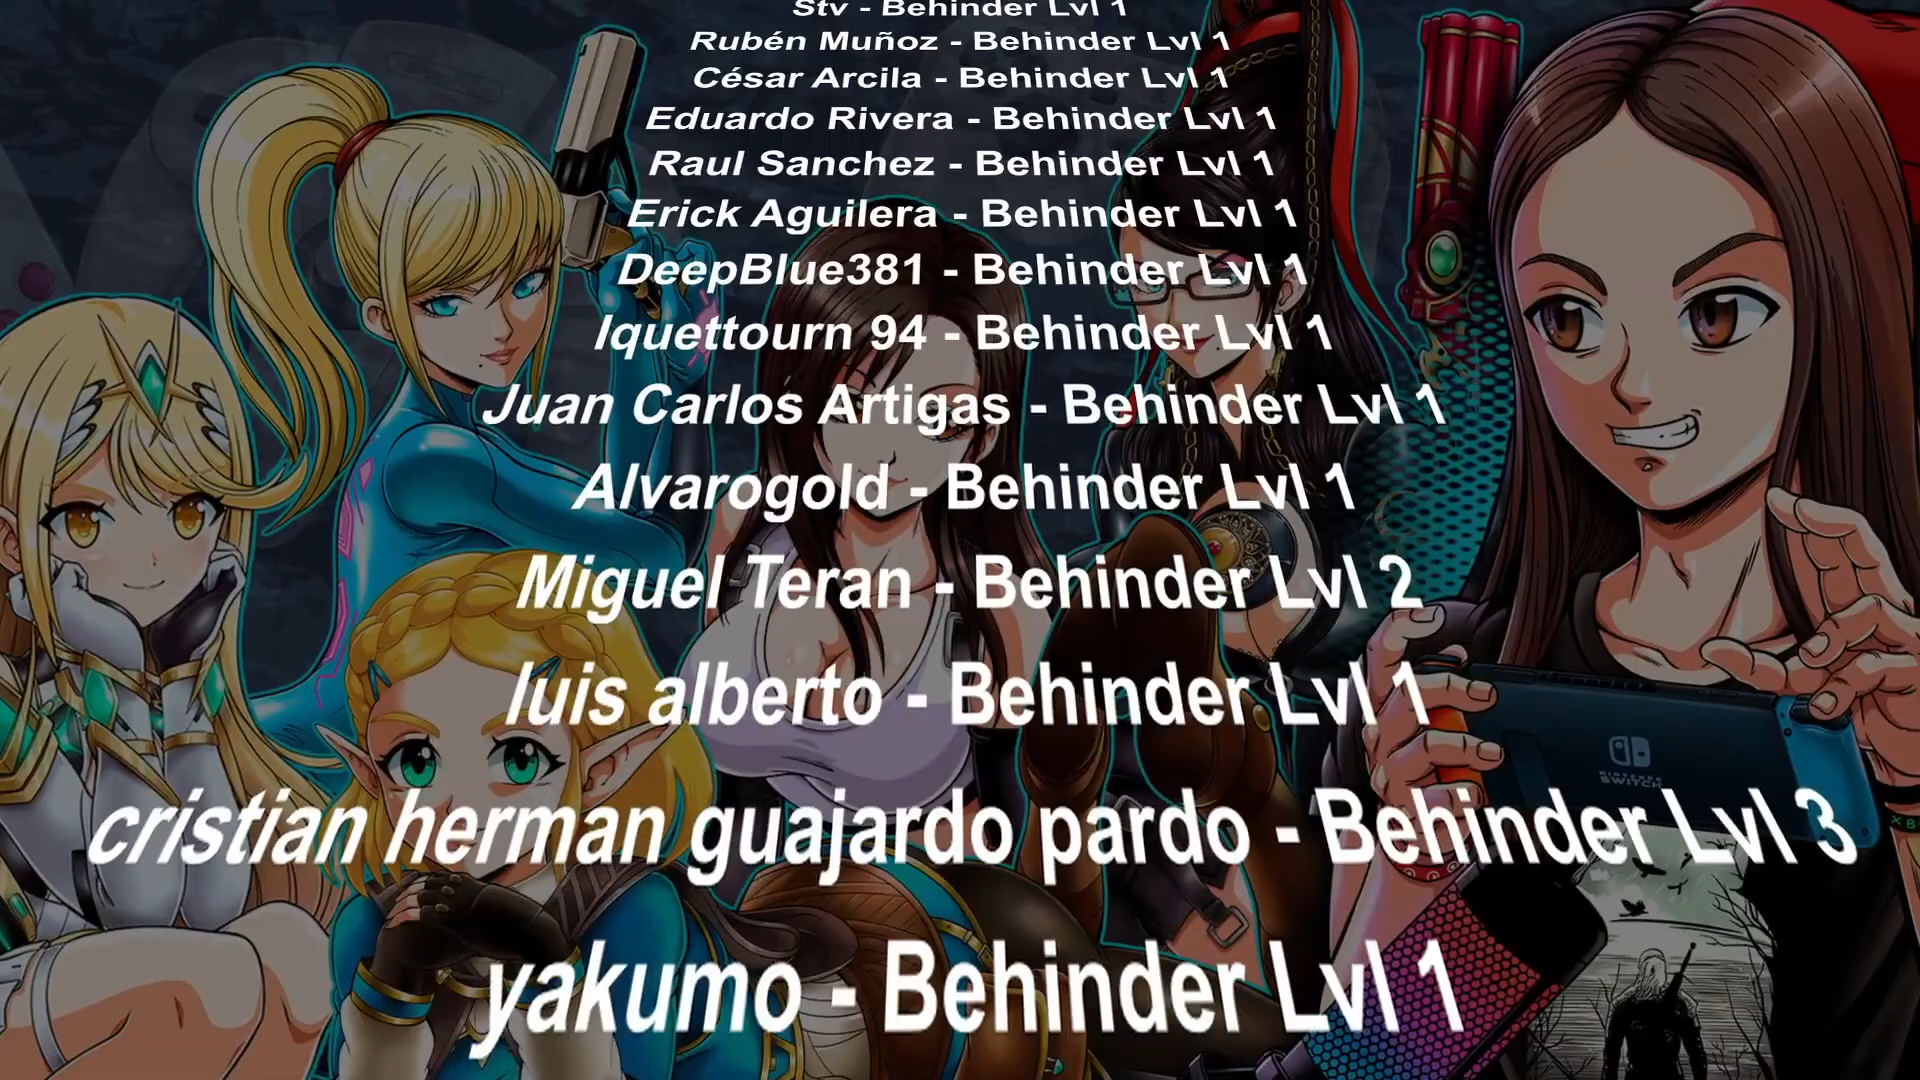 Stv - Behinder Lvl 1
Rubén Muñoz - Behinder Lvl 1
César Arcila - Behinder Lvl 1
Eduardo Rivera - Behinder Lvl 1
Raul Sanchez - Behinder Lvl 1
Erick Aguilera - Behinder Lvl 1
DeepBlue381 - Behinder Lvl 1
lquettourn 94 - Behinder Lvl 1
Juan Carlos Artigas - Behinder Lvl 1
Alvarogold - Behinder Lvl 1
Miguel Teran - Behinder Lvl 2
luis alberto - Behinder Lvl 1
NINTENDO
SWITCH
cristian herman guajardo pardo - Behinder Lvl 3
yakumo - Behinder Lvl 1